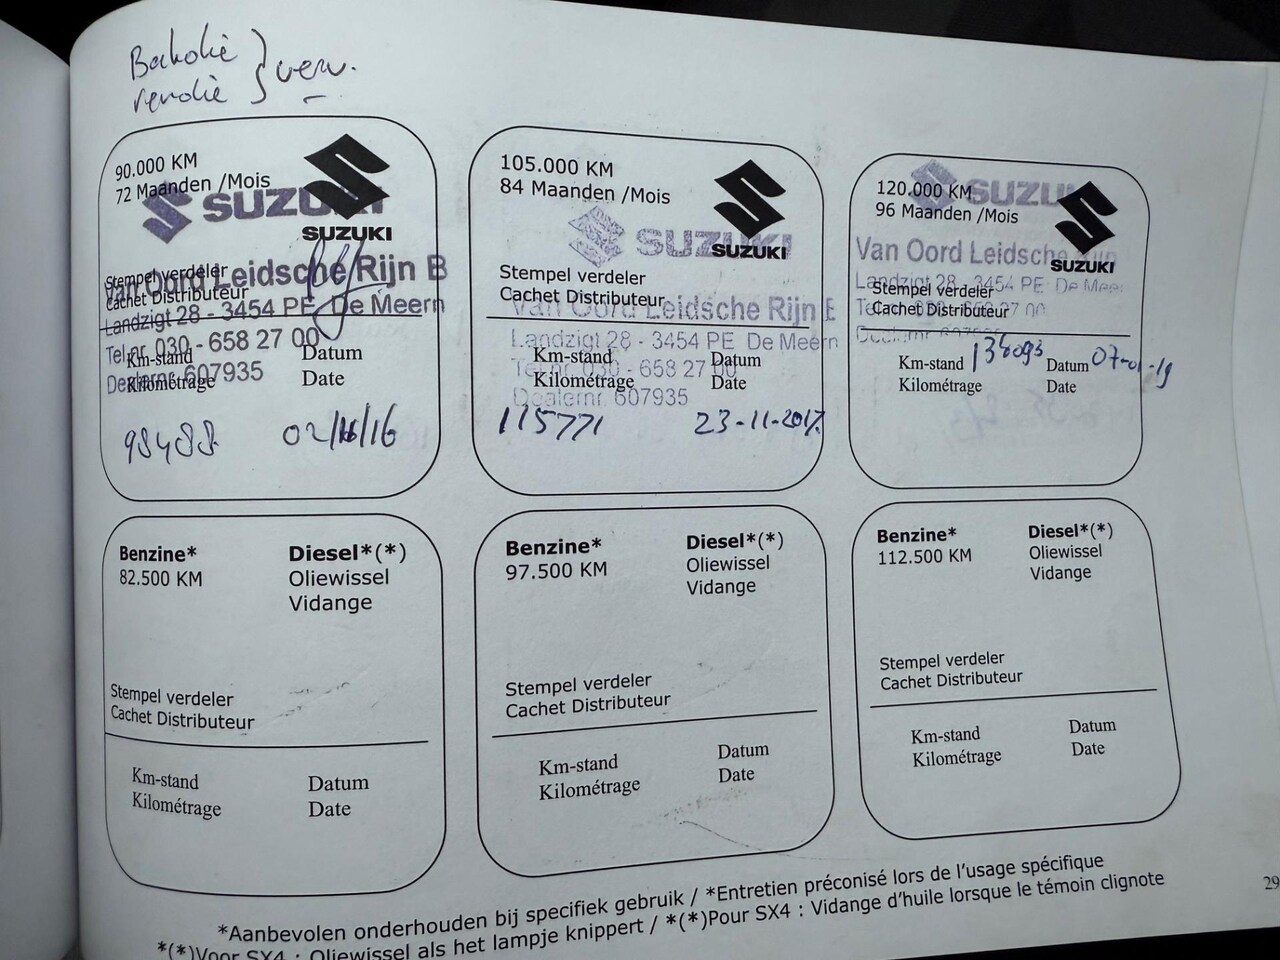 ver.
90.000 KM
72 Maanden /Mois
SUZUKI
SUZUKI
Stempel verdeler
Van Oord Leidsche Rijn B
Cachet Distributeur
Landzigt 28 - 3454 PE De Meern
Tel.nr. 030 - 658 27 00
Km-stand Datum
Dealernr. 607935
Kilométrage Date
98488 02/11/16
105.000 KM
84 Maanden /Mois
SUZUKI
SUZUKI
Stempel verdeler
Cachet Distributeur
Van Oord Leidsche Rijn B
Landzigt 28 - 3454 PE De Meern
Km-stand Datum
Tel.nr. 030 - 658 27 00
Kilométrage Date
Dealernr. 607935
115771 23-11-2017
120.000 KM
96 Maanden /Mois
SUZUKI
SUZUKI
Van Oord Leidsche Rijn
Landzigt 28 - 3454 PE De Meer
Stempel verdeler
Cachet Distributeur
Km-stand Datum 07-01-19
Kilométrage Date
Benzine* Diesel*(*)
82.500 KM Oliewissel
Vidange
Stempel verdeler
Cachet Distributeur
Km-stand Datum
Kilométrage Date
Benzine* Diesel*(*)
97.500 KM Oliewissel
Vidange
Stempel verdeler
Cachet Distributeur
Km-stand Datum
Kilométrage Date
Benzine* Diesel*(*)
112.500 KM Oliewissel
Vidange
Stempel verdeler
Cachet Distributeur
Km-stand Datum
Kilométrage Date
*Aanbevolen onderhouden bij specifiek gebruik / *Entretien préconisé lors de l'usage spécifique
*(*)Voor SX4 : Oliewissel als het lampje knippert / *(*)Pour SX4 : Vidange d'huile lorsque le témoin clignote
29